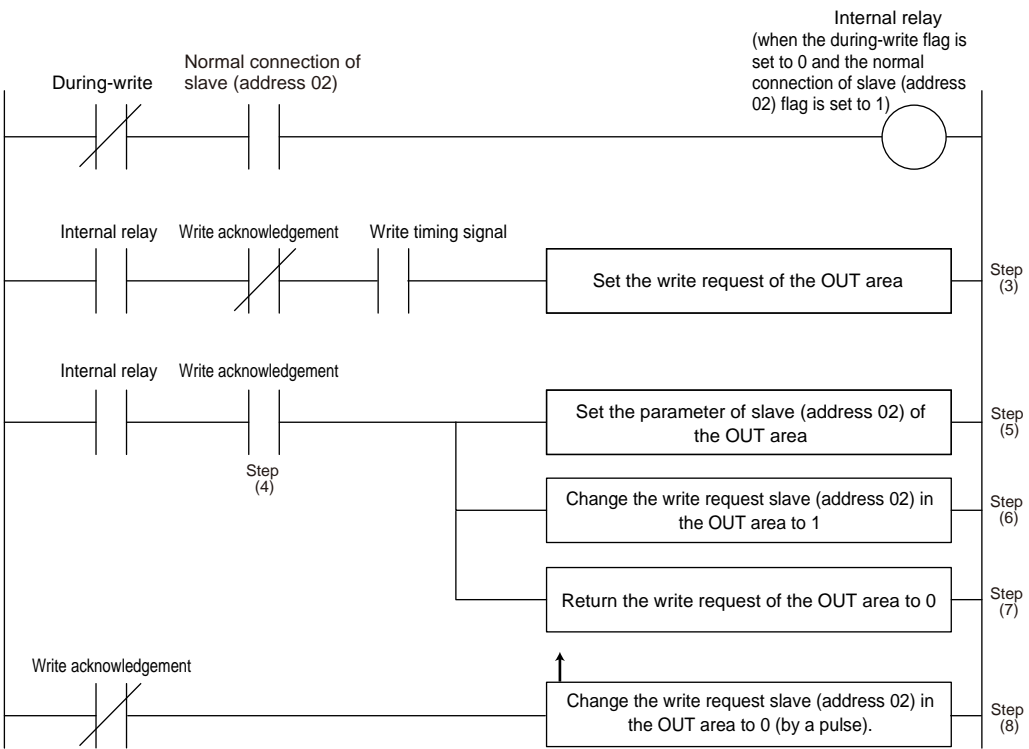 Internal relay
(when the during-write flag is
set to 0 and the normal
connection of slave (address
02) flag is set to 1)
During-write
Normal connection of
slave (address 02)
Internal relay
Write acknowledgement
Write timing signal
Set the write request of the OUT area
Step
(3)
Internal relay
Write acknowledgement
Step
(4)
Set the parameter of slave (address 02) of
the OUT area
Step
(5)
Change the write request slave (address 02) in
the OUT area to 1
Step
(6)
Return the write request of the OUT area to 0
Step
(7)
Write acknowledgement
Change the write request slave (address 02) in
the OUT area to 0 (by a pulse).
Step
(8)